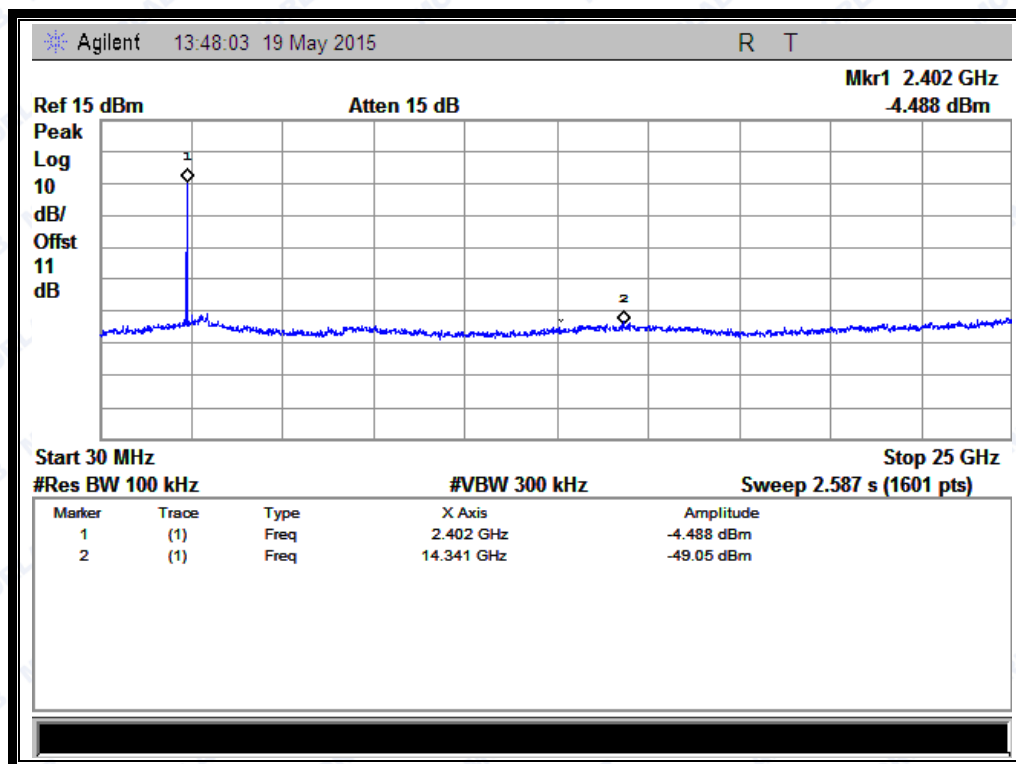 Agilent 13:48:03 19 May 2015 R T
Mkr1 2.402 GHz
Ref 15 dBm Atten 15 dB -4.488 dBm
Peak
Log
10
dB/
Offst
11
dB
1
2
Start 30 MHz Stop 25 GHz
#Res BW 100 kHz #VBW 300 kHz Sweep 2.587 s (1601 pts)
Marker Trace Type X Axis Amplitude
1 (1) Freq 2.402 GHz -4.488 dBm
2 (1) Freq 14.341 GHz -49.05 dBm